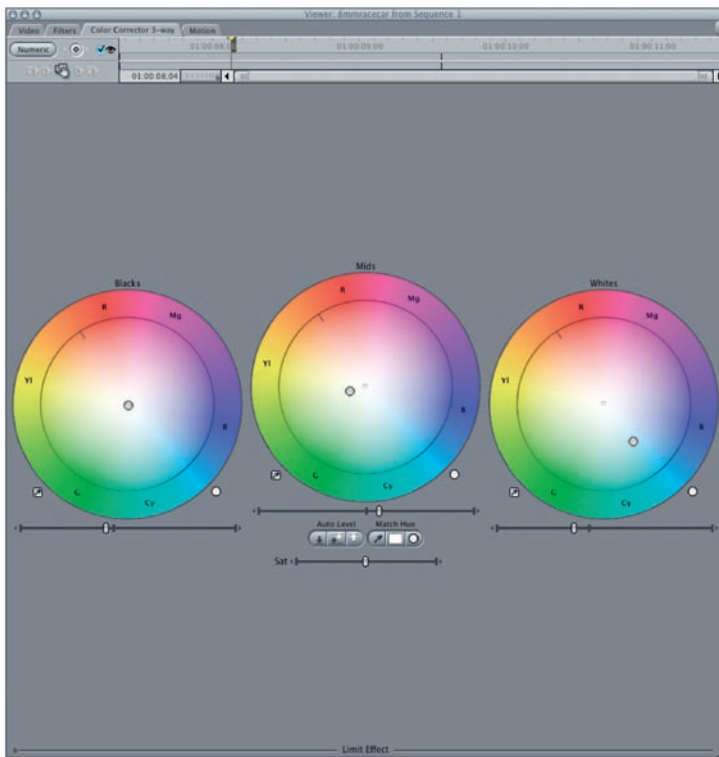 Viewer: 8mmracecar from Sequence 1
Video Filters Color Corrector 3-way Motion
Numeric
01:00:09;00 01:00:10;00 01:00:11;00
01:00:08;04
Blacks
Mids
Whites
R
Mg
Yl
B
G
Cy
R
Mg
Yl
B
G
Cy
R
Mg
Yl
B
G
Cy
Auto Level Match Hue
Sat
Limit Effect